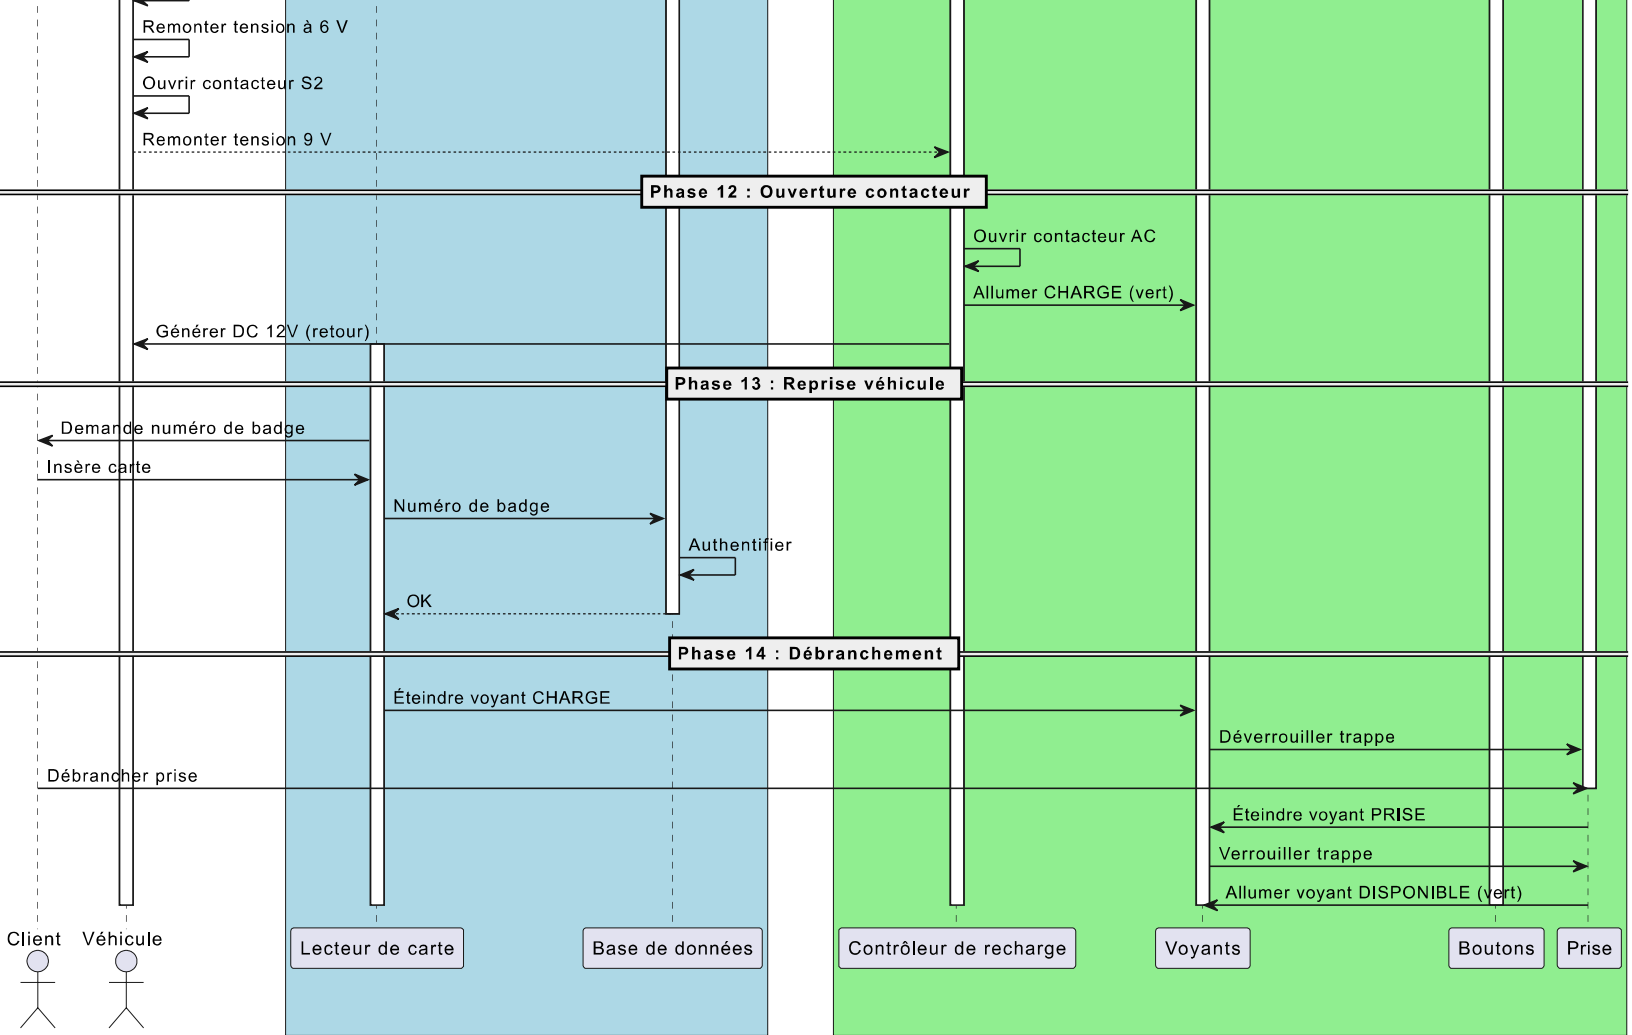 Remonter tension à 6 V
Ouvrir contacteur S2
Remonter tension 9 V
Phase 12 : Ouverture contacteur
Ouvrir contacteur AC
Allumer CHARGE (vert)
Générer DC 12V (retour)
Phase 13 : Reprise véhicule
Demande numéro de badge
Insère carte
Numéro de badge
Authentifier
OK
Phase 14 : Débranchement
Éteindre voyant CHARGE
Déverrouiller trappe
Débrancher prise
Éteindre voyant PRISE
Verrouiller trappe
Allumer voyant DISPONIBLE (vert)
Client
Véhicule
Lecteur de carte
Base de données
Contrôleur de recharge
Voyants
Boutons
Prise